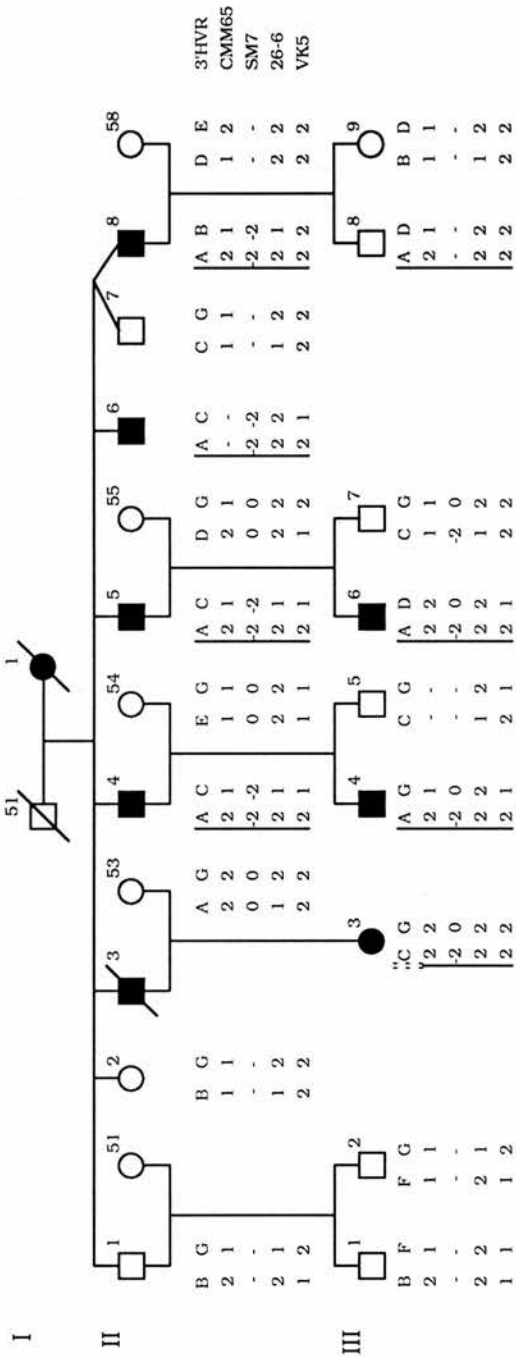 I 51 1
II 1 51 2 3 53 4 54 5 55 6 7 8 58
B G B G A G A C E G A C D G A C C G A B D E 3'HVR
2 1 1 1 2 2 2 1 1 1 2 1 2 1 - - 1 1 2 1 1 2 CMM65
- - - - 0 0 -2 -2 0 0 -2 -2 0 0 -2 -2 - - -2 -2 - - SM7
2 1 1 2 1 2 2 1 2 2 2 1 2 2 2 2 1 2 2 1 2 2 26-6
1 2 2 2 2 2 2 1 1 1 2 1 1 2 2 1 2 2 2 2 2 2 VK5
III 1 2 3 4 5 6 7 8 9
B F F G "C" G A G C G A D C G A D B D
2 1 1 1 2 2 2 1 - - 2 2 1 1 2 1 1 1
- - - - -2 0 -2 0 - - -2 0 -2 0 - - - -
2 2 2 1 2 2 2 2 1 2 2 2 1 2 2 2 1 2
1 1 1 2 2 2 2 1 2 1 2 1 2 2 2 2 2 2